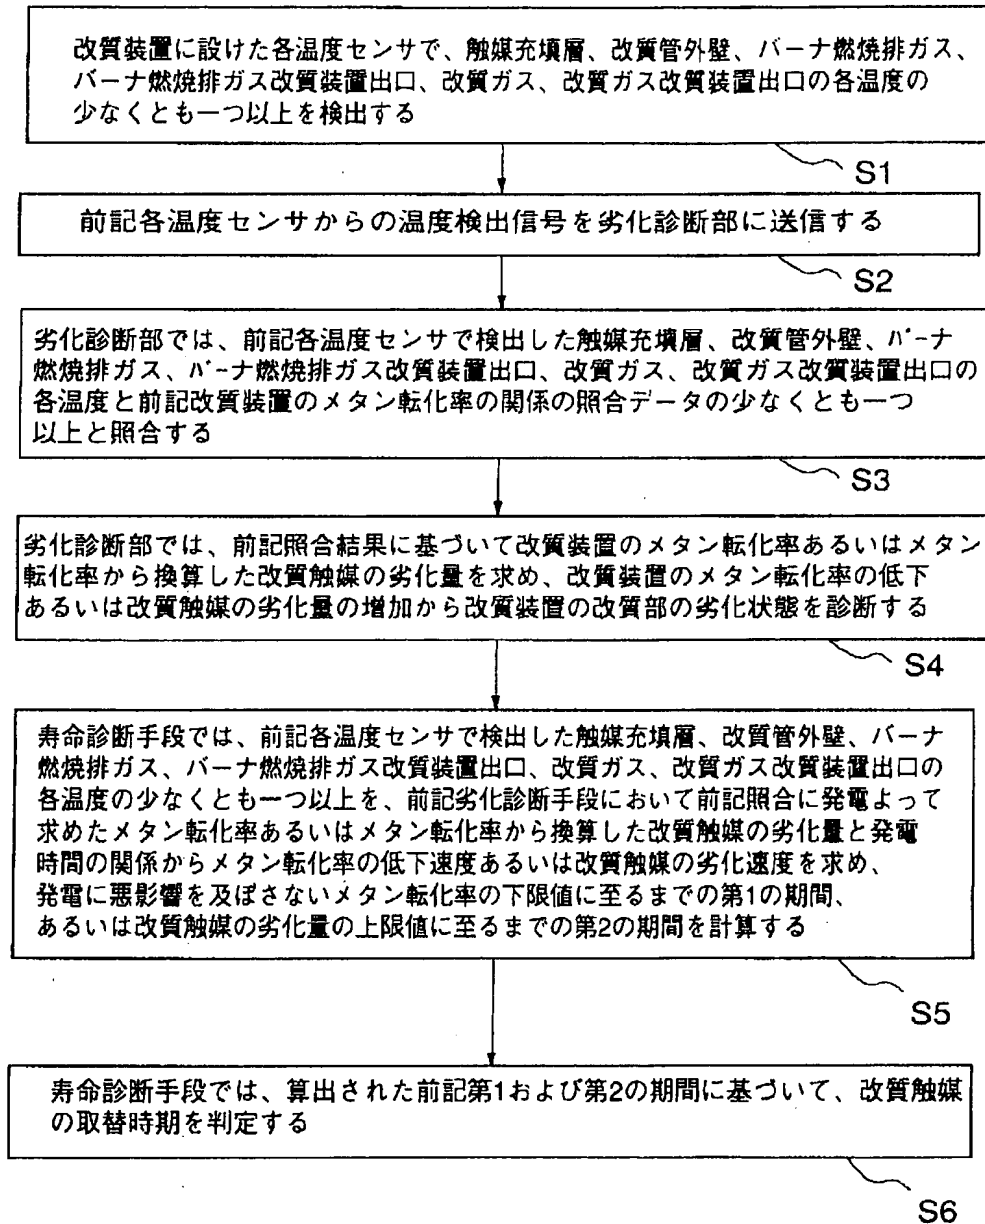 改質装置に設けた各温度センサで、触媒充填層、改質管外壁、バーナ燃焼排ガス、
バーナ燃焼排ガス改質装置出口、改質ガス、改質ガス改質装置出口の各温度の
少なくとも一つ以上を検出する
S1
前記各温度センサからの温度検出信号を劣化診断部に送信する
S2
劣化診断部では、前記各温度センサで検出した触媒充填層、改質管外壁、バーナ
燃焼排ガス、バーナ燃焼排ガス改質装置出口、改質ガス、改質ガス改質装置出口の
各温度と前記改質装置のメタン転化率の関係の照合データの少なくとも一つ
以上と照合する
S3
劣化診断部では、前記照合結果に基づいて改質装置のメタン転化率あるいはメタン
転化率から換算した改質触媒の劣化量を求め、改質装置のメタン転化率の低下
あるいは改質触媒の劣化量の増加から改質装置の改質部の劣化状態を診断する
S4
寿命診断手段では、前記各温度センサで検出した触媒充填層、改質管外壁、バーナ
燃焼排ガス、バーナ燃焼排ガス改質装置出口、改質ガス、改質ガス改質装置出口の
各温度の少なくとも一つ以上を、前記劣化診断手段において前記照合に発電よって
求めたメタン転化率あるいはメタン転化率から換算した改質触媒の劣化量と発電
時間の関係からメタン転化率の低下速度あるいは改質触媒の劣化速度を求め、
発電に悪影響を及ぼさないメタン転化率の下限値に至るまでの第1の期間、
あるいは改質触媒の劣化量の上限値に至るまでの第2の期間を計算する
S5
寿命診断手段では、算出された前記第1および第2の期間に基づいて、改質触媒
の取替時期を判定する
S6